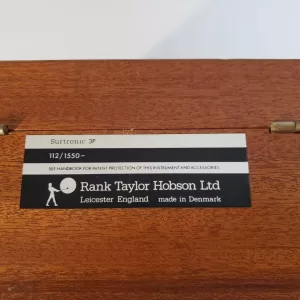 Surtronic 3P
112/1550-
SEE HANDBOOK FOR PATENT PROTECTION OF THIS INSTRUMENT AND ACCESSORIES
Rank Taylor Hobson Ltd
Leicester England made in Denmark